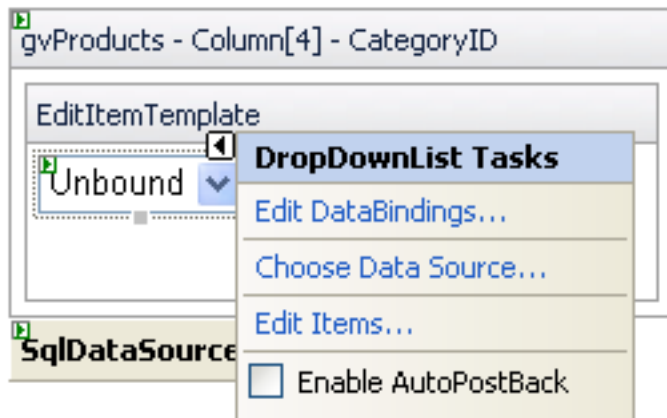 gvProducts - Column[4] - CategoryID
EditItemTemplate
Unbound
DropDownList Tasks
Edit DataBindings...
Choose Data Source...
Edit Items...
Enable AutoPostBack
SqlDataSource